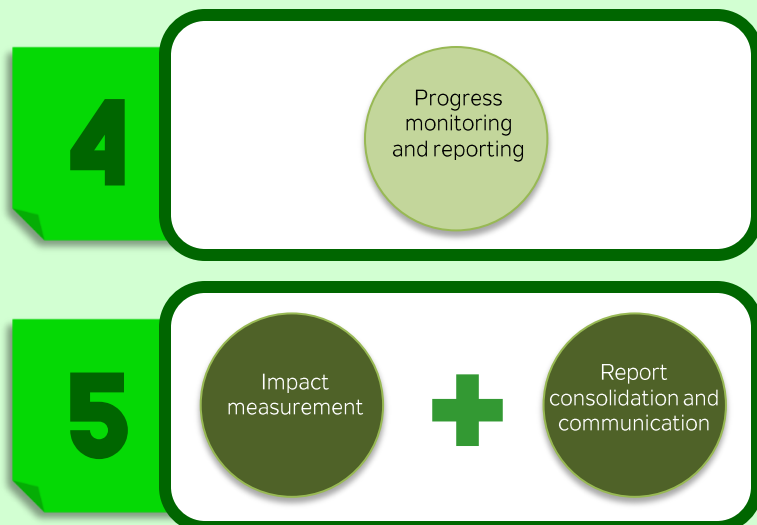 4
Progress
monitoring
and reporting
5
Impact
measurement
+
Report
consolidation and
communication